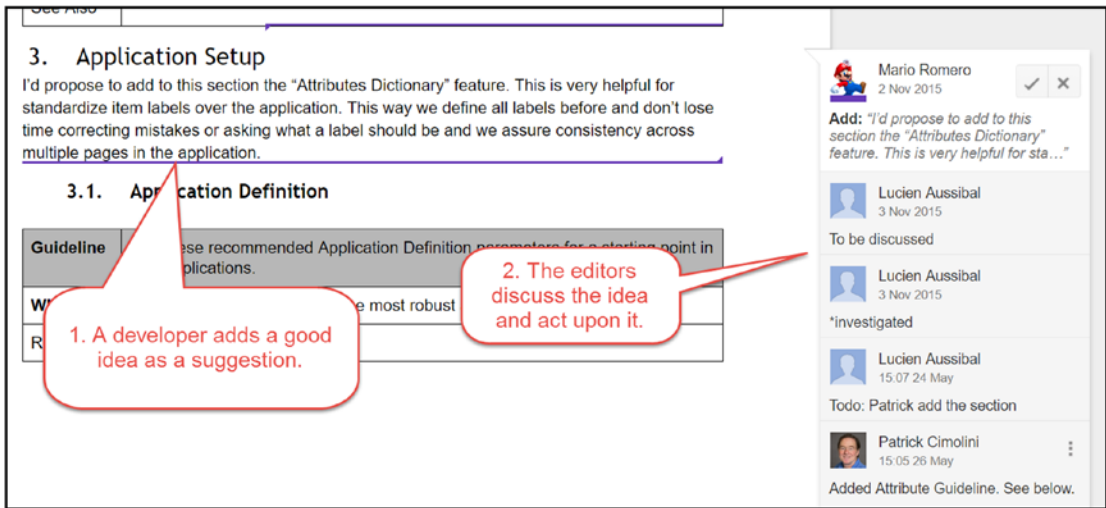 See Also
3. Application Setup
I'd propose to add to this section the “Attributes Dictionary” feature. This is very helpful for
standardize item labels over the application. This way we define all labels before and don't lose
time correcting mistakes or asking what a label should be and we assure consistency across
multiple pages in the application.
3.1. Application Definition
Guideline
ese recommended Application Definition parameters for a starting point in
plications.
W
e most robust
R
1. A developer adds a good
idea as a suggestion.
2. The editors
discuss the idea
and act upon it.
Mario Romero
2 Nov 2015
Add: “I'd propose to add to this
section the “Attributes Dictionary”
feature. This is very helpful for sta…”
Lucien Aussibal
3 Nov 2015
To be discussed
Lucien Aussibal
3 Nov 2015
*investigated
Lucien Aussibal
15:07 24 May
Todo: Patrick add the section
Patrick Cimolini
15:05 26 May
Added Attribute Guideline. See below.